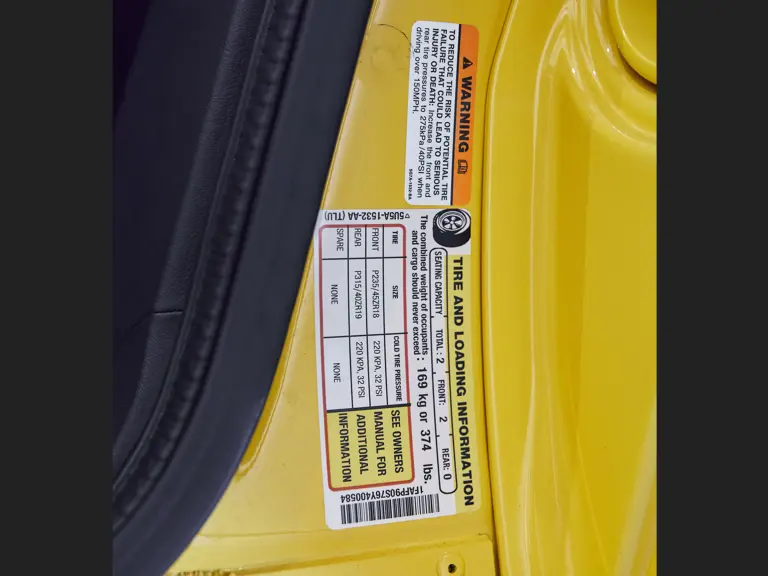 WARNING
TO REDUCE THE RISK OF POTENTIAL TIRE
FAILURE THAT COULD LEAD TO SERIOUS
INJURY OR DEATH: Increase the front and
rear tire pressures to 275kPa/40PSI when
driving over 150MPH.
TIRE AND LOADING INFORMATION
SEATING CAPACITY TOTAL: 2 FRONT: 2 REAR: 0
The combined weight of occupants
and cargo should never exceed: 169 kg or 374 lbs.
TIRE SIZE COLD TIRE PRESSURE
FRONT P235/45ZR18 220 KPA, 32 PSI
REAR P315/40ZR19 220 KPA, 32 PSI
SPARE NONE NONE
SEE OWNERS
MANUAL FOR
ADDITIONAL
INFORMATION
5U5A-1532-AA (TLU)
1FAFP90S76Y400584